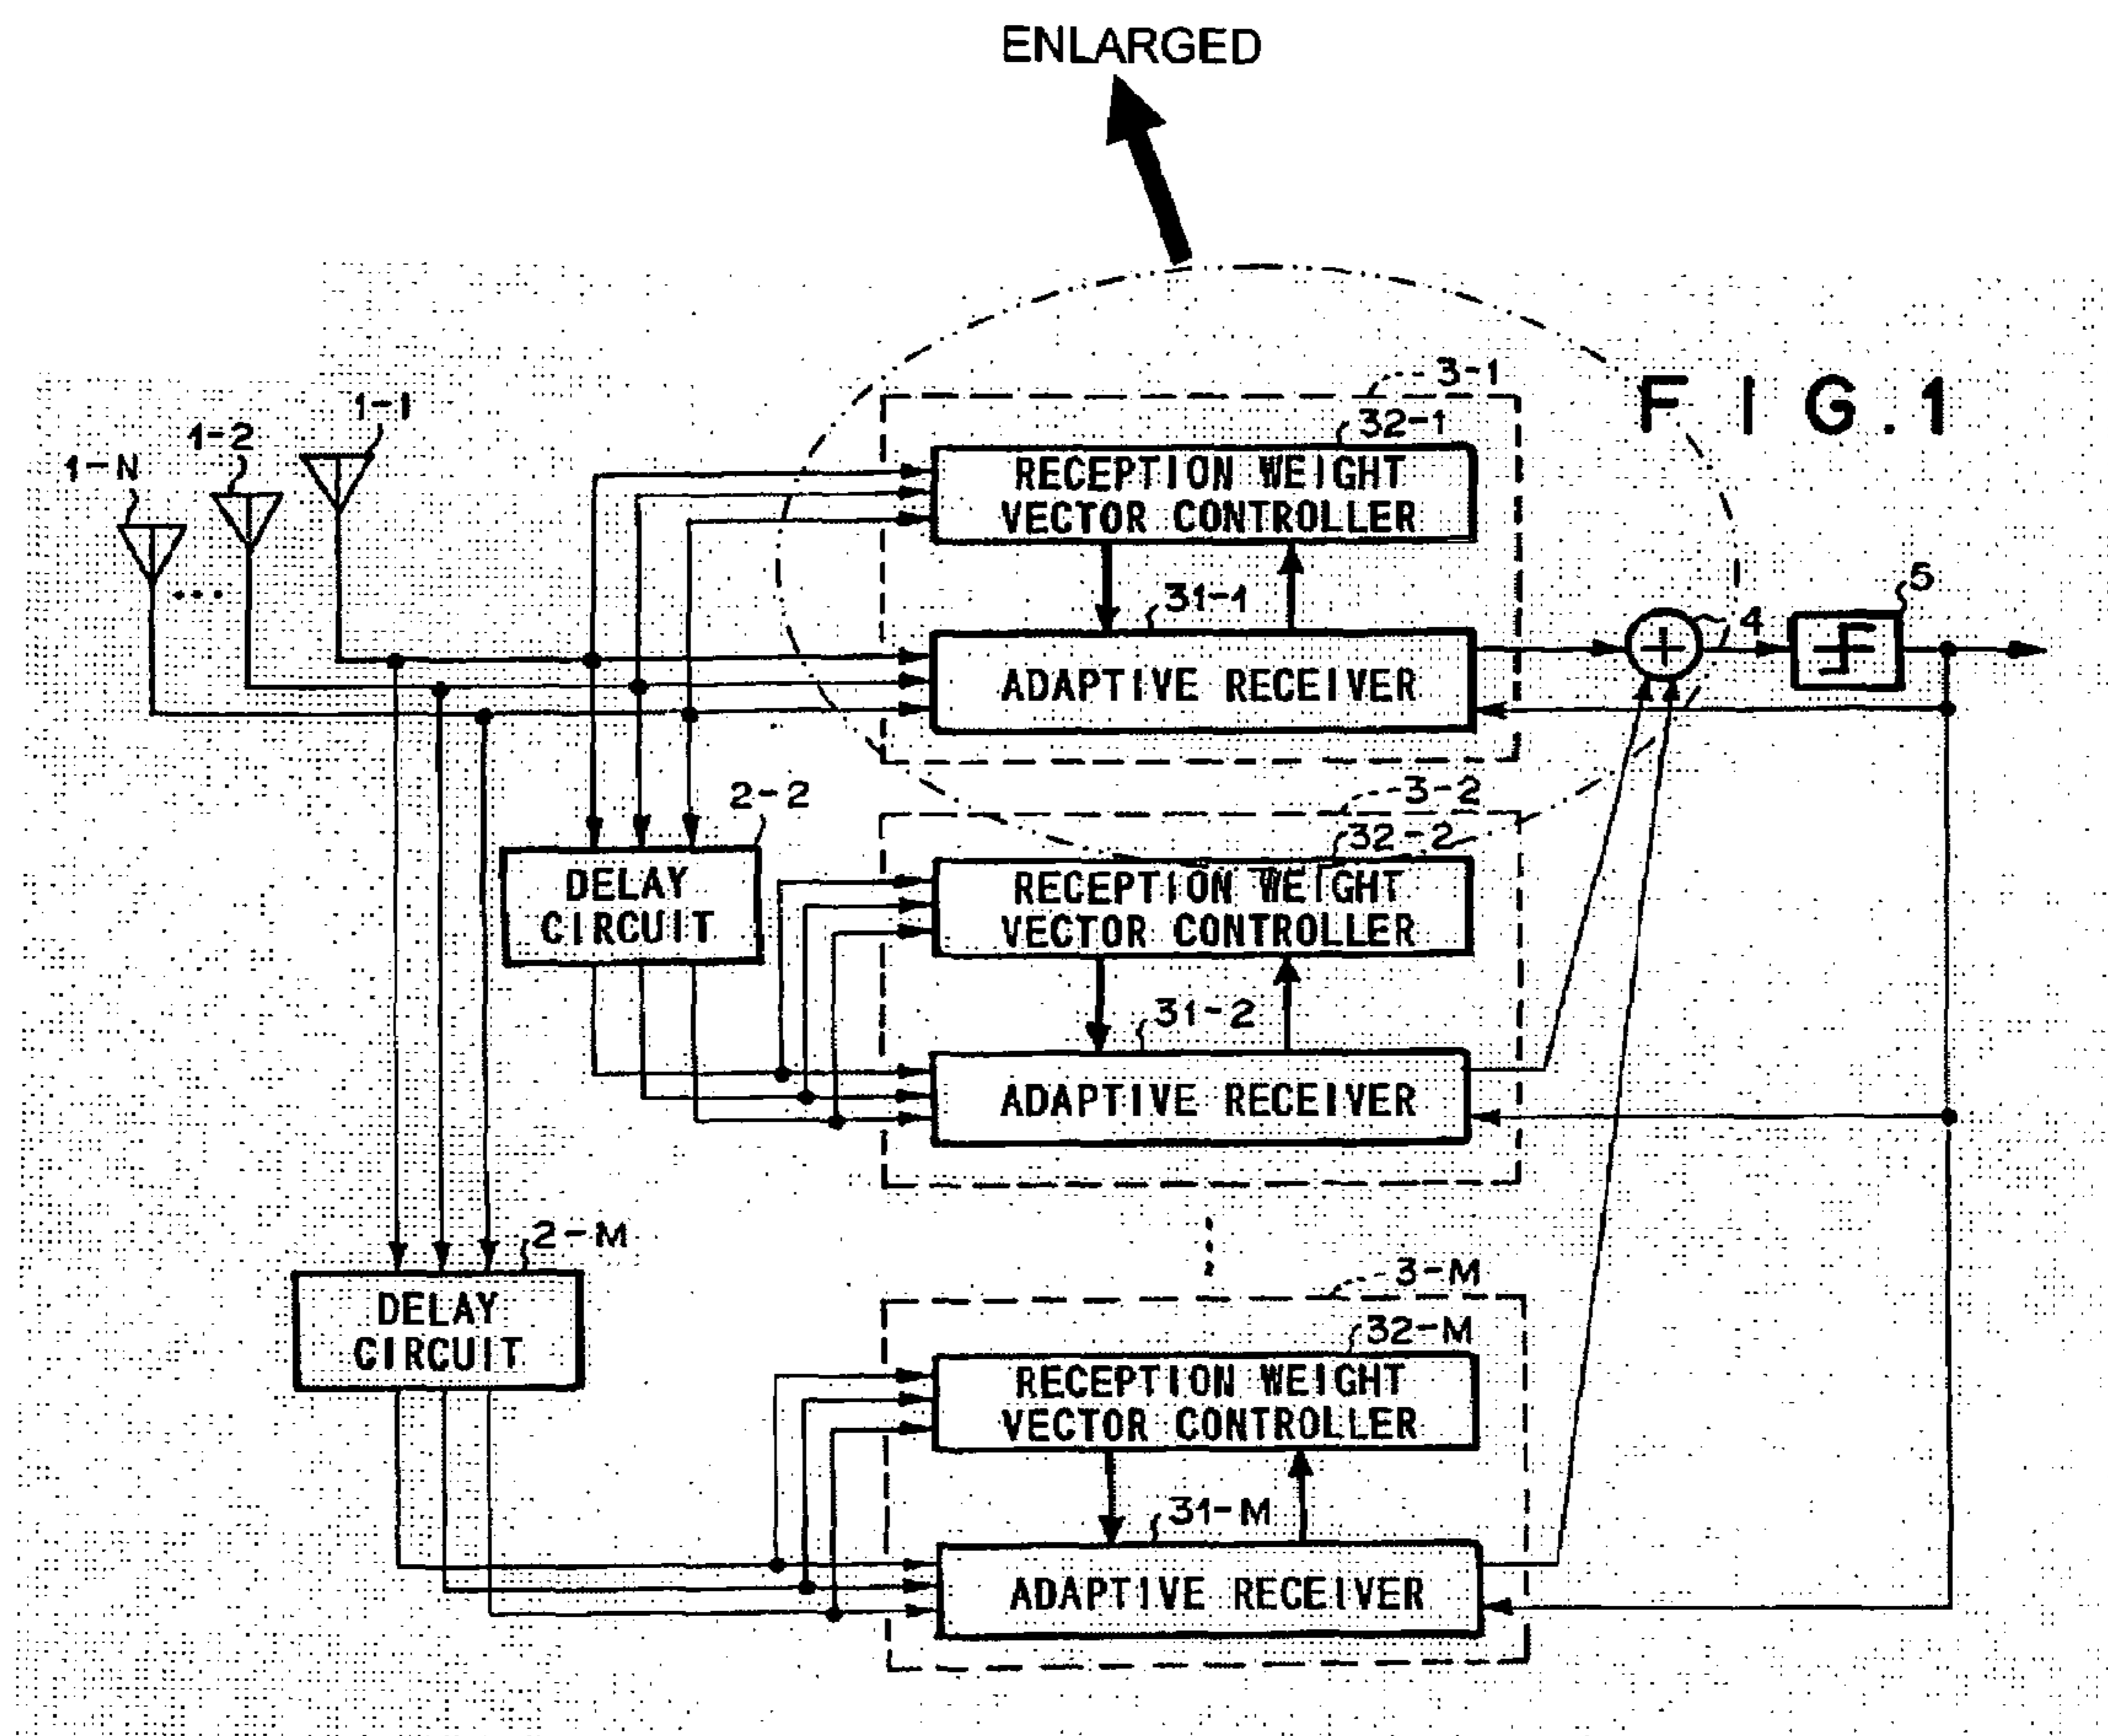 ENLARGED
FIG.1
3-1
32-1
1-1
1-2
1-N
RECEPTION WEIGHT
VECTOR CONTROLLER
...
31-1
4
5
ADAPTIVE RECEIVER
3-2
2-2
32-2
DELAY
CIRCUIT
RECEPTION WEIGHT
VECTOR CONTROLLER
31-2
ADAPTIVE RECEIVER
2-M
3-M
DELAY
CIRCUIT
32-M
RECEPTION WEIGHT
VECTOR CONTROLLER
31-M
ADAPTIVE RECEIVER